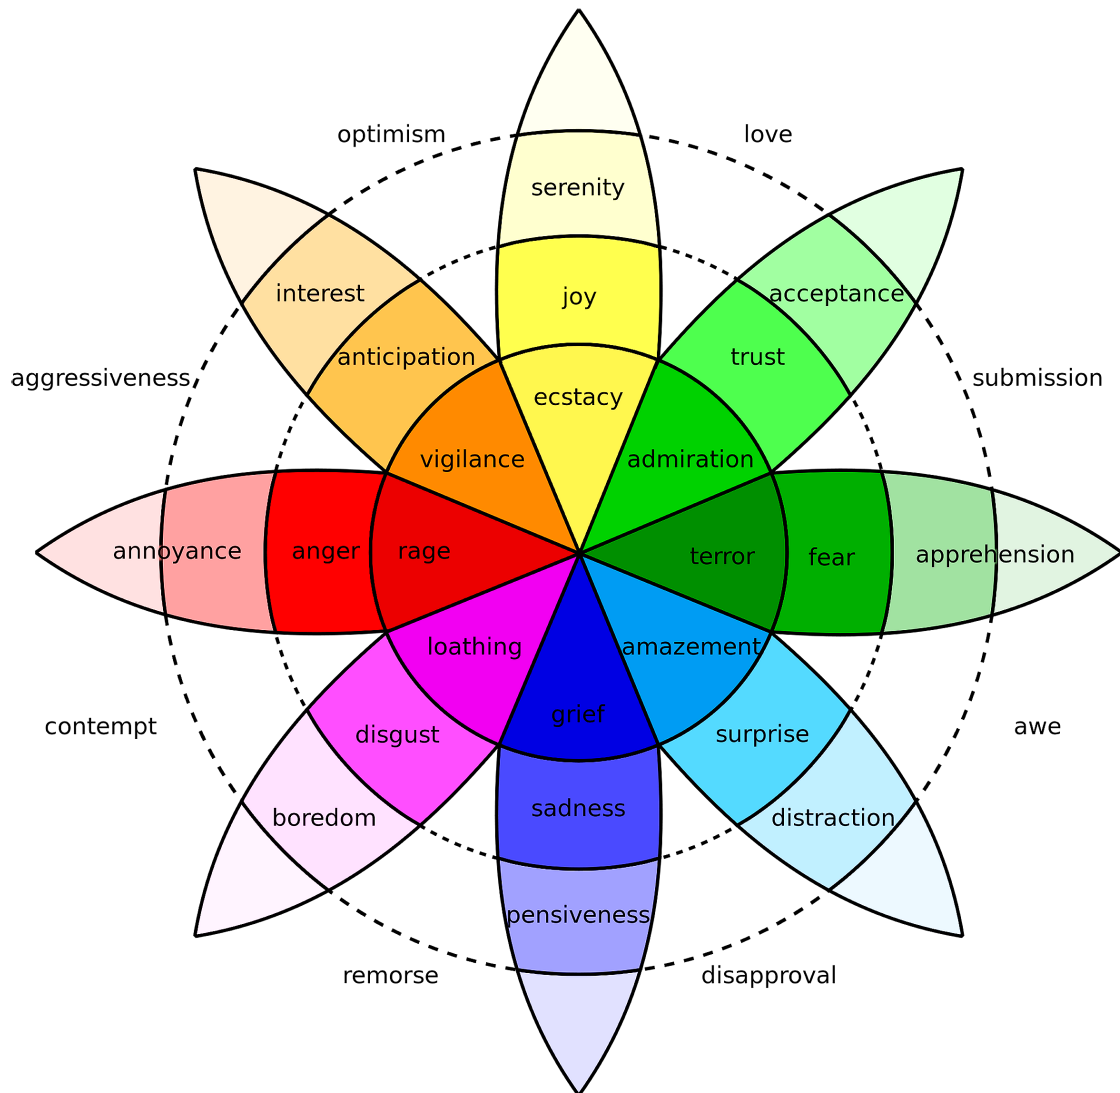 optimism
love
serenity
interest
joy
acceptance
anticipation
trust
aggressiveness
submission
ecstacy
vigilance
admiration
annoyance
anger
rage
terror
fear
apprehension
loathing
amazement
grief
contempt
disgust
surprise
awe
sadness
boredom
distraction
pensiveness
remorse
disapproval